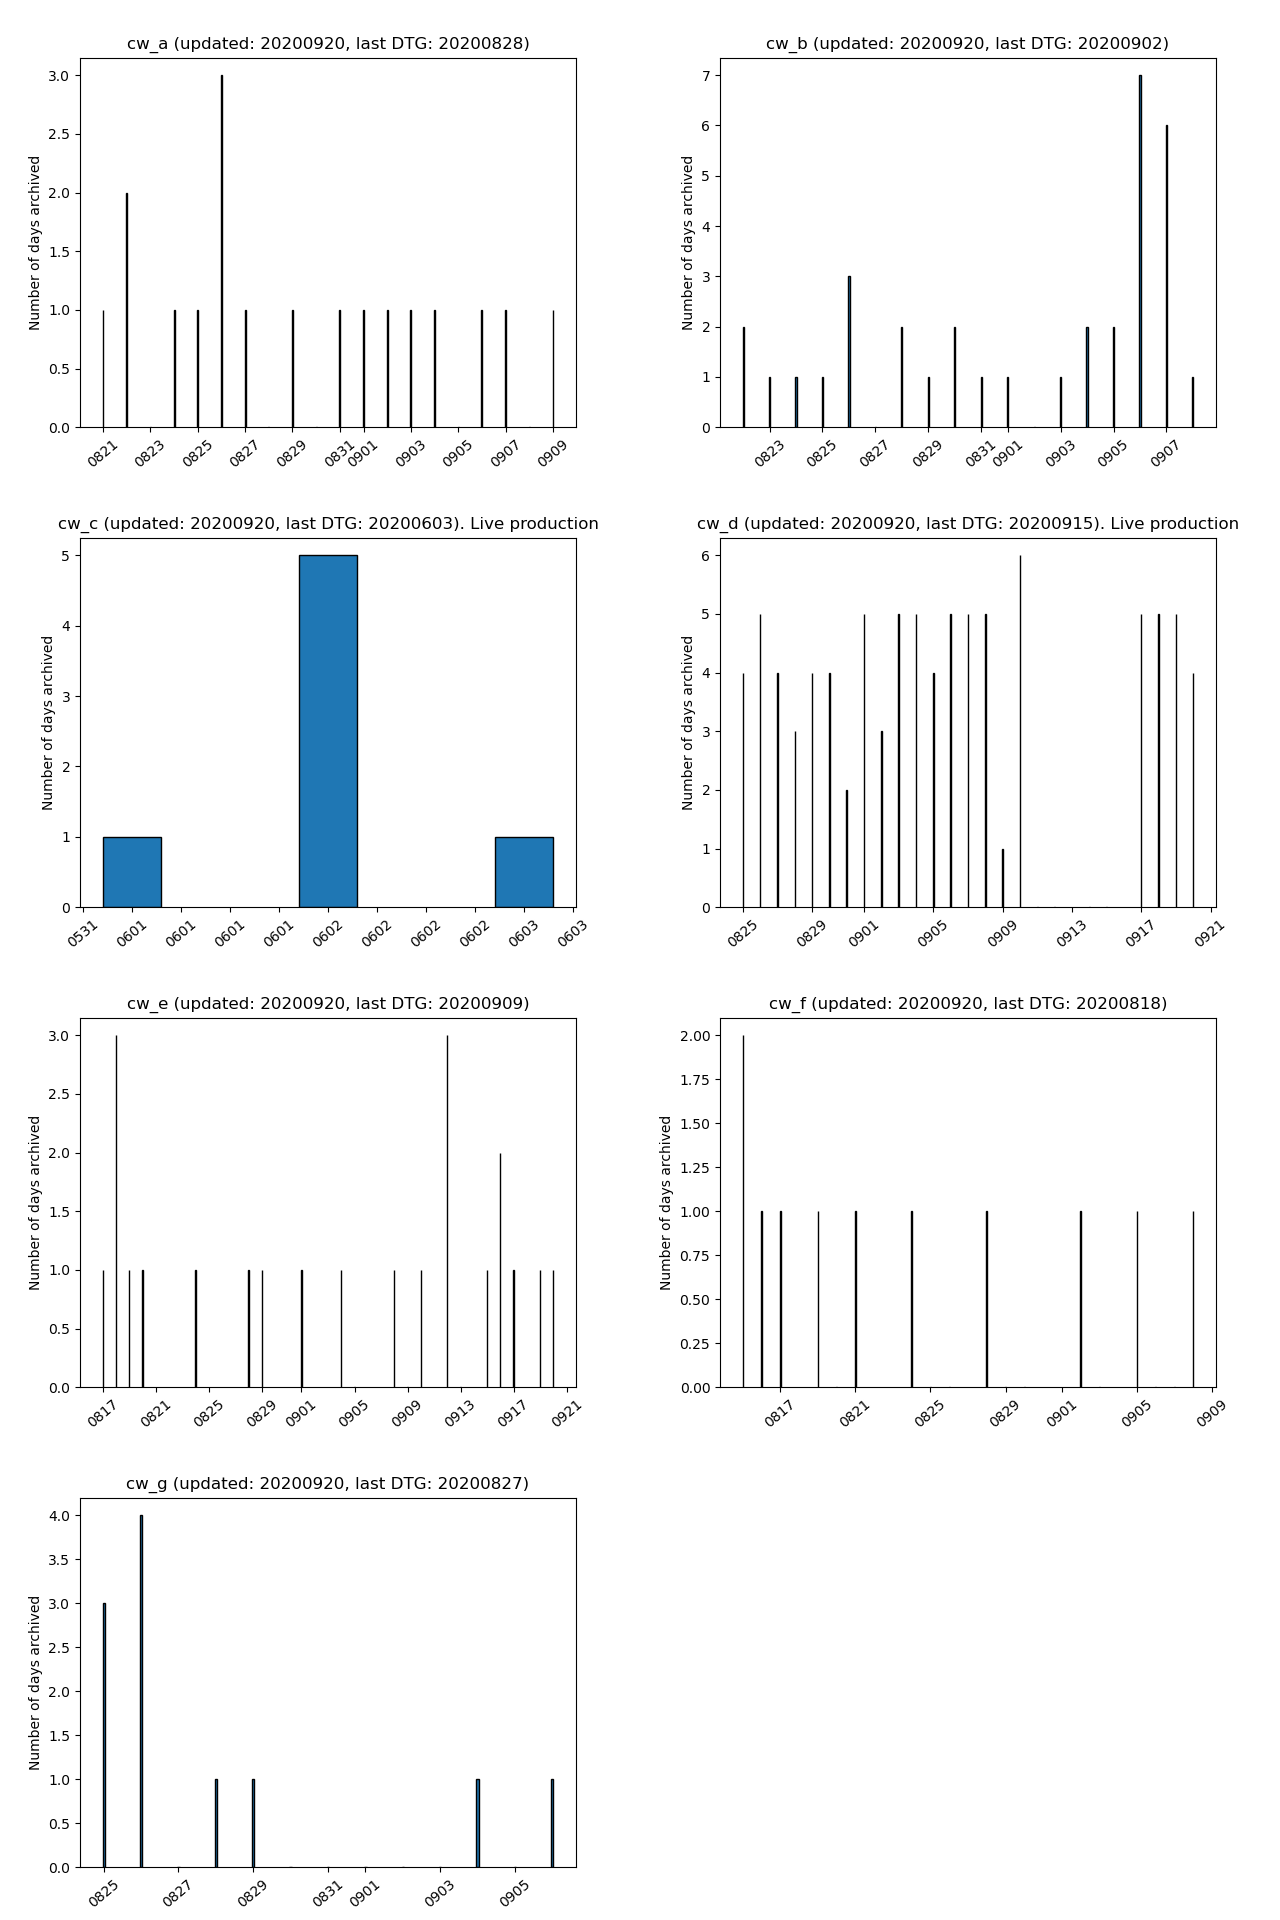 cw_a (updated: 20200920, last DTG: 20200828)
Number of days archived
3.0
2.5
2.0
1.5
1.0
0.5
0.0
0821 0823 0825 0827 0829 0831 0901 0903 0905 0907 0909
cw_b (updated: 20200920, last DTG: 20200902)
Number of days archived
7
6
5
4
3
2
1
0
0823 0825 0827 0829 0831 0901 0903 0905 0907
cw_c (updated: 20200920, last DTG: 20200603). Live production
Number of days archived
5
4
3
2
1
0
0531 0601 0601 0601 0601 0602 0602 0602 0602 0603 0603
cw_d (updated: 20200920, last DTG: 20200915). Live production
Number of days archived
6
5
4
3
2
1
0
0825 0829 0901 0905 0909 0913 0917 0921
cw_e (updated: 20200920, last DTG: 20200909)
Number of days archived
3.0
2.5
2.0
1.5
1.0
0.5
0.0
0817 0821 0825 0829 0901 0905 0909 0913 0917 0921
cw_f (updated: 20200920, last DTG: 20200818)
Number of days archived
2.00
1.75
1.50
1.25
1.00
0.75
0.50
0.25
0.00
0817 0821 0825 0829 0901 0905 0909
cw_g (updated: 20200920, last DTG: 20200827)
Number of days archived
4.0
3.5
3.0
2.5
2.0
1.5
1.0
0.5
0.0
0825 0827 0829 0831 0901 0903 0905